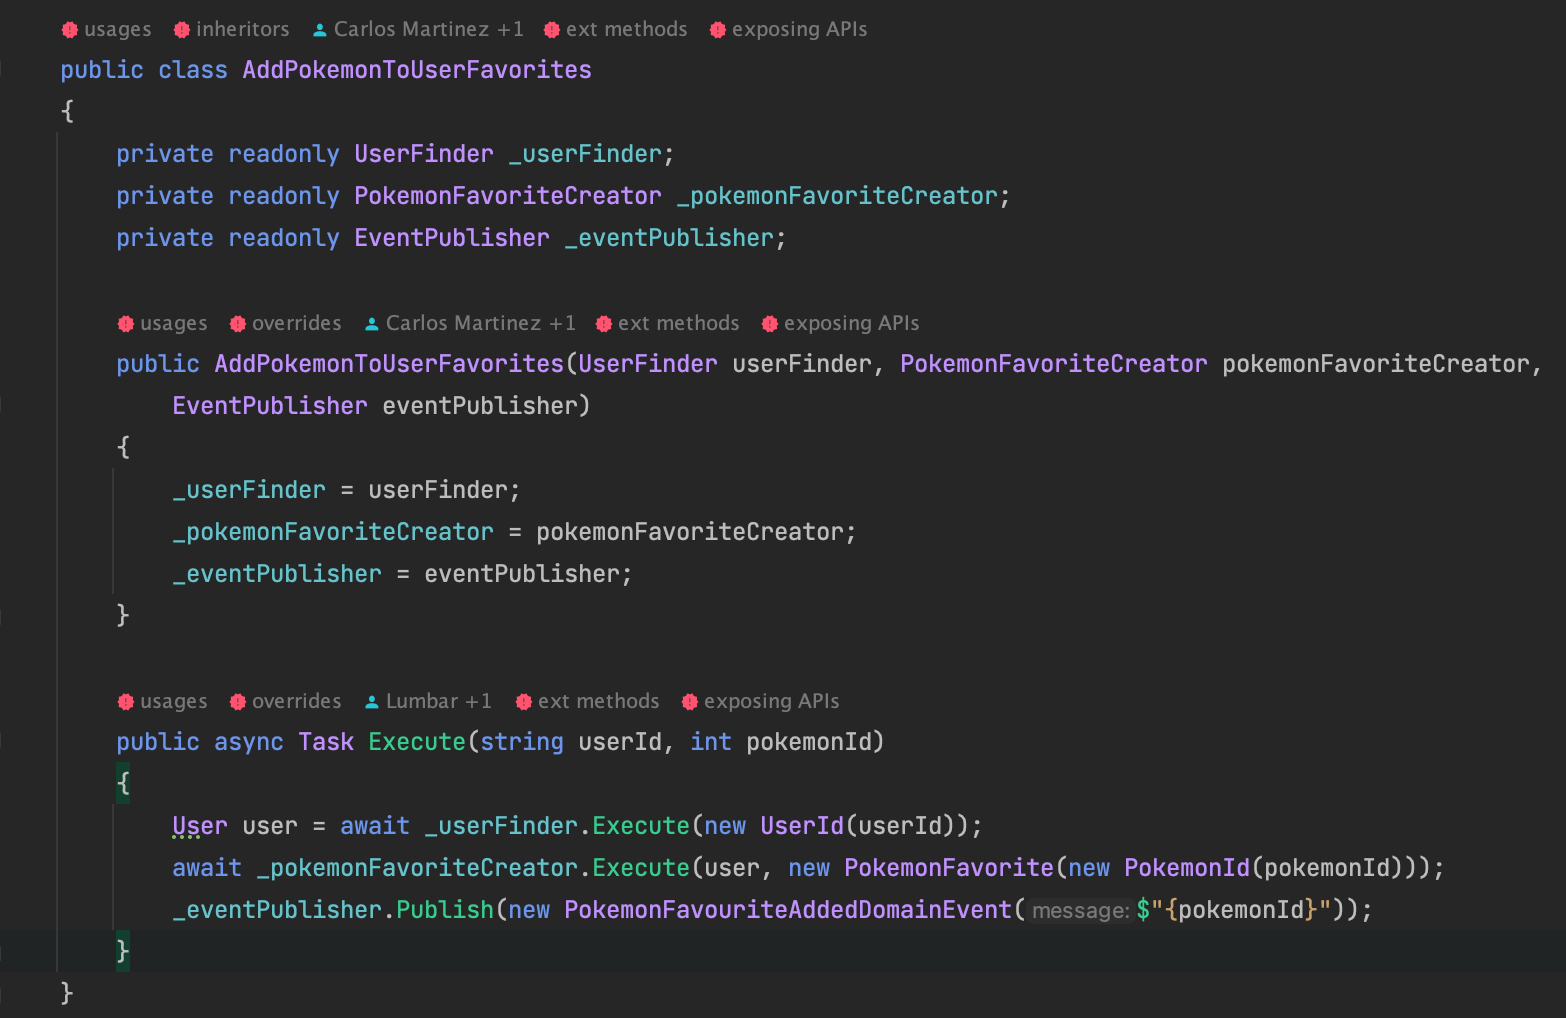 usages inheritors Carlos Martinez +1 ext methods exposing APIs
public class AddPokemonToUserFavorites
{
private readonly UserFinder _userFinder;
private readonly PokemonFavoriteCreator _pokemonFavoriteCreator;
private readonly EventPublisher _eventPublisher;
usages overrides Carlos Martinez +1 ext methods exposing APIs
public AddPokemonToUserFavorites(UserFinder userFinder, PokemonFavoriteCreator pokemonFavoriteCreator,
EventPublisher eventPublisher)
{
_userFinder = userFinder;
_pokemonFavoriteCreator = pokemonFavoriteCreator;
_eventPublisher = eventPublisher;
}
usages overrides Lumbar +1 ext methods exposing APIs
public async Task Execute(string userId, int pokemonId)
{
User user = await _userFinder.Execute(new UserId(userId));
await _pokemonFavoriteCreator.Execute(user, new PokemonFavorite(new PokemonId(pokemonId)));
_eventPublisher.Publish(new PokemonFavouriteAddedDomainEvent( message: $"{pokemonId}"));
}
}